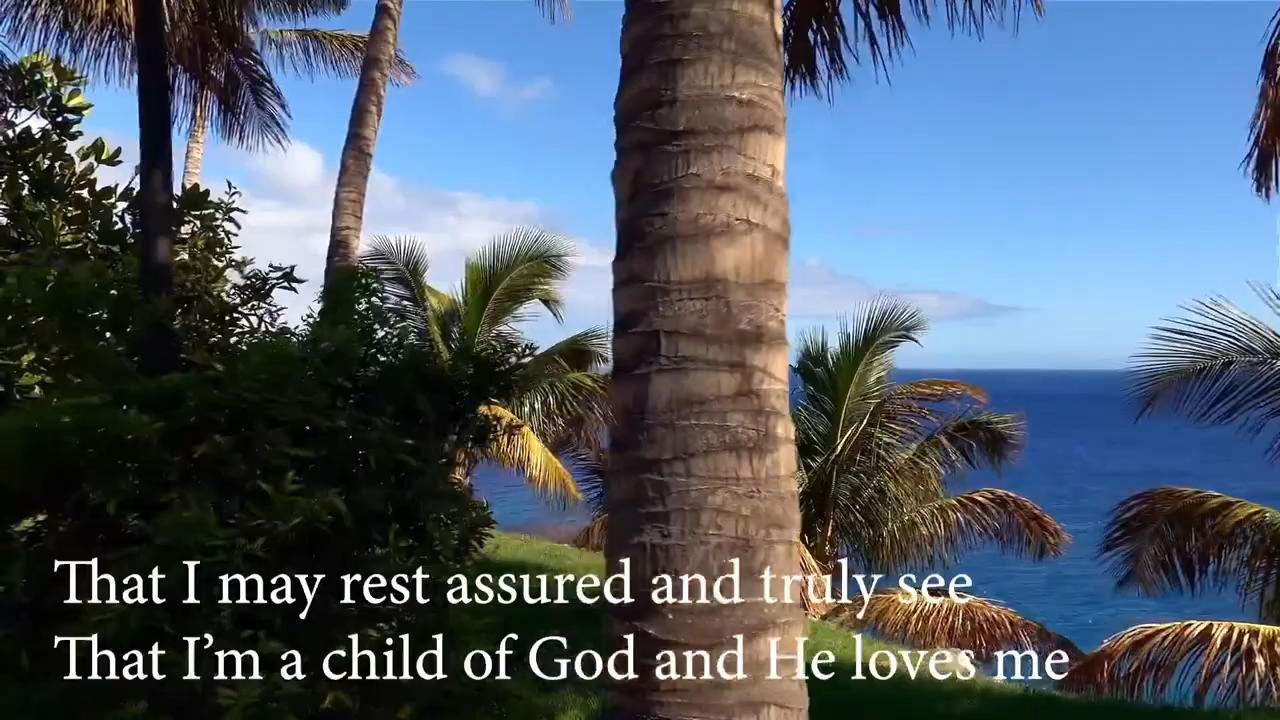 That I may rest assured and truly see
That I’m a child of God and He loves me